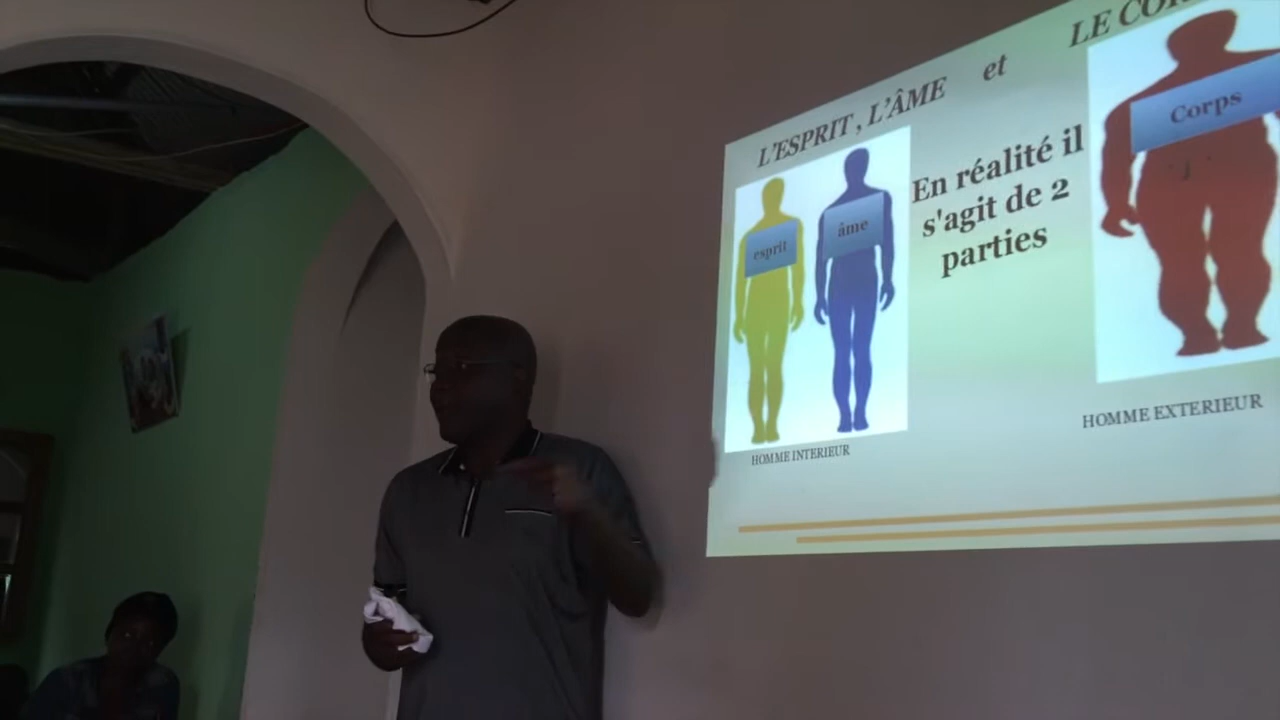 L'ESPRIT, L'ÂME et
En réalité il
s'agit de 2
parties
esprit
âme
Corps
HOMME INTERIEUR
HOMME EXTERIEUR